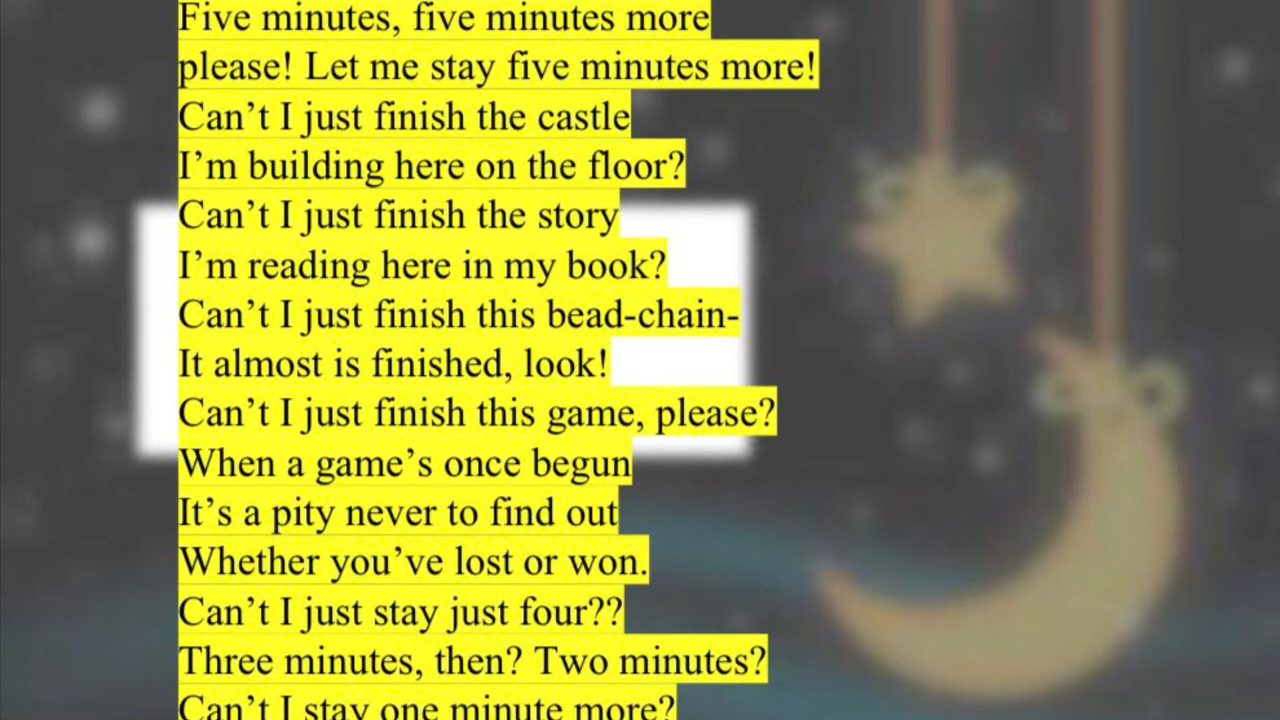 Five minutes, five minutes more
please! Let me stay five minutes more!
Can’t I just finish the castle
I’m building here on the floor?
Can’t I just finish the story
I’m reading here in my book?
Can’t I just finish this bead-chain-
It almost is finished, look!
Can’t I just finish this game, please?
When a game’s once begun
It’s a pity never to find out
Whether you’ve lost or won.
Can’t I just stay just four??
Three minutes, then? Two minutes?
Can’t I stay one minute more?